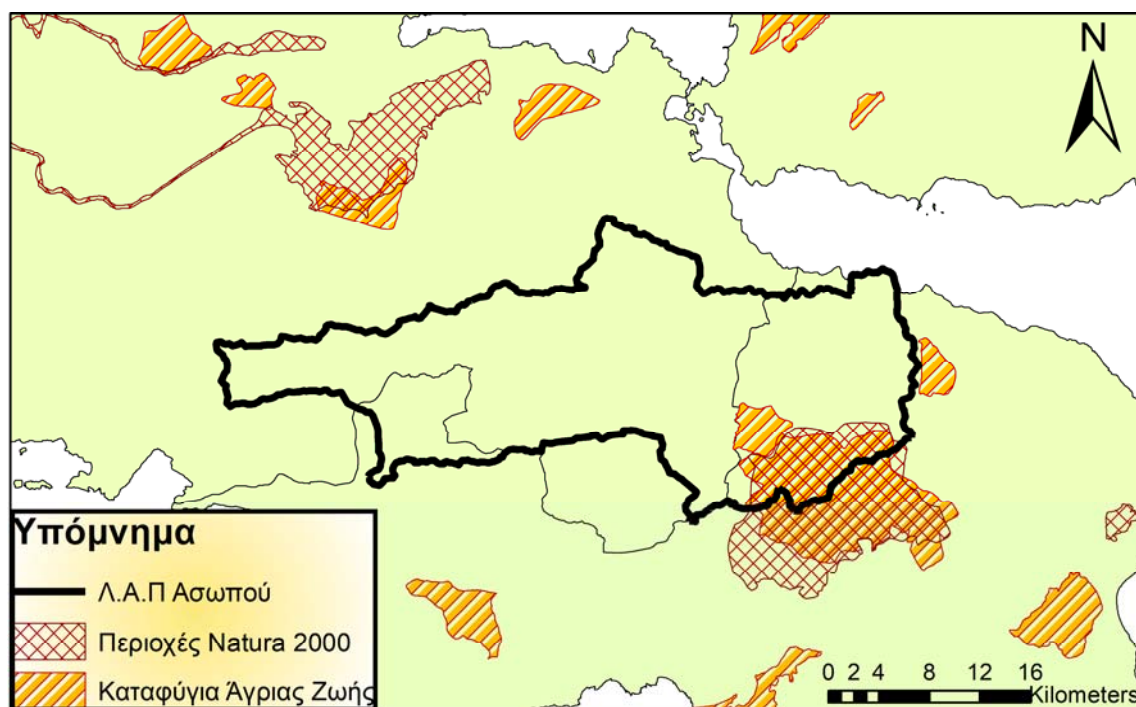 N
Υπόμνημα
Λ.Α.Π Ασωπού
Περιοχές Natura 2000
Καταφύγια Άγριας Ζωής
0 2 4 8 12 16
Kilometers